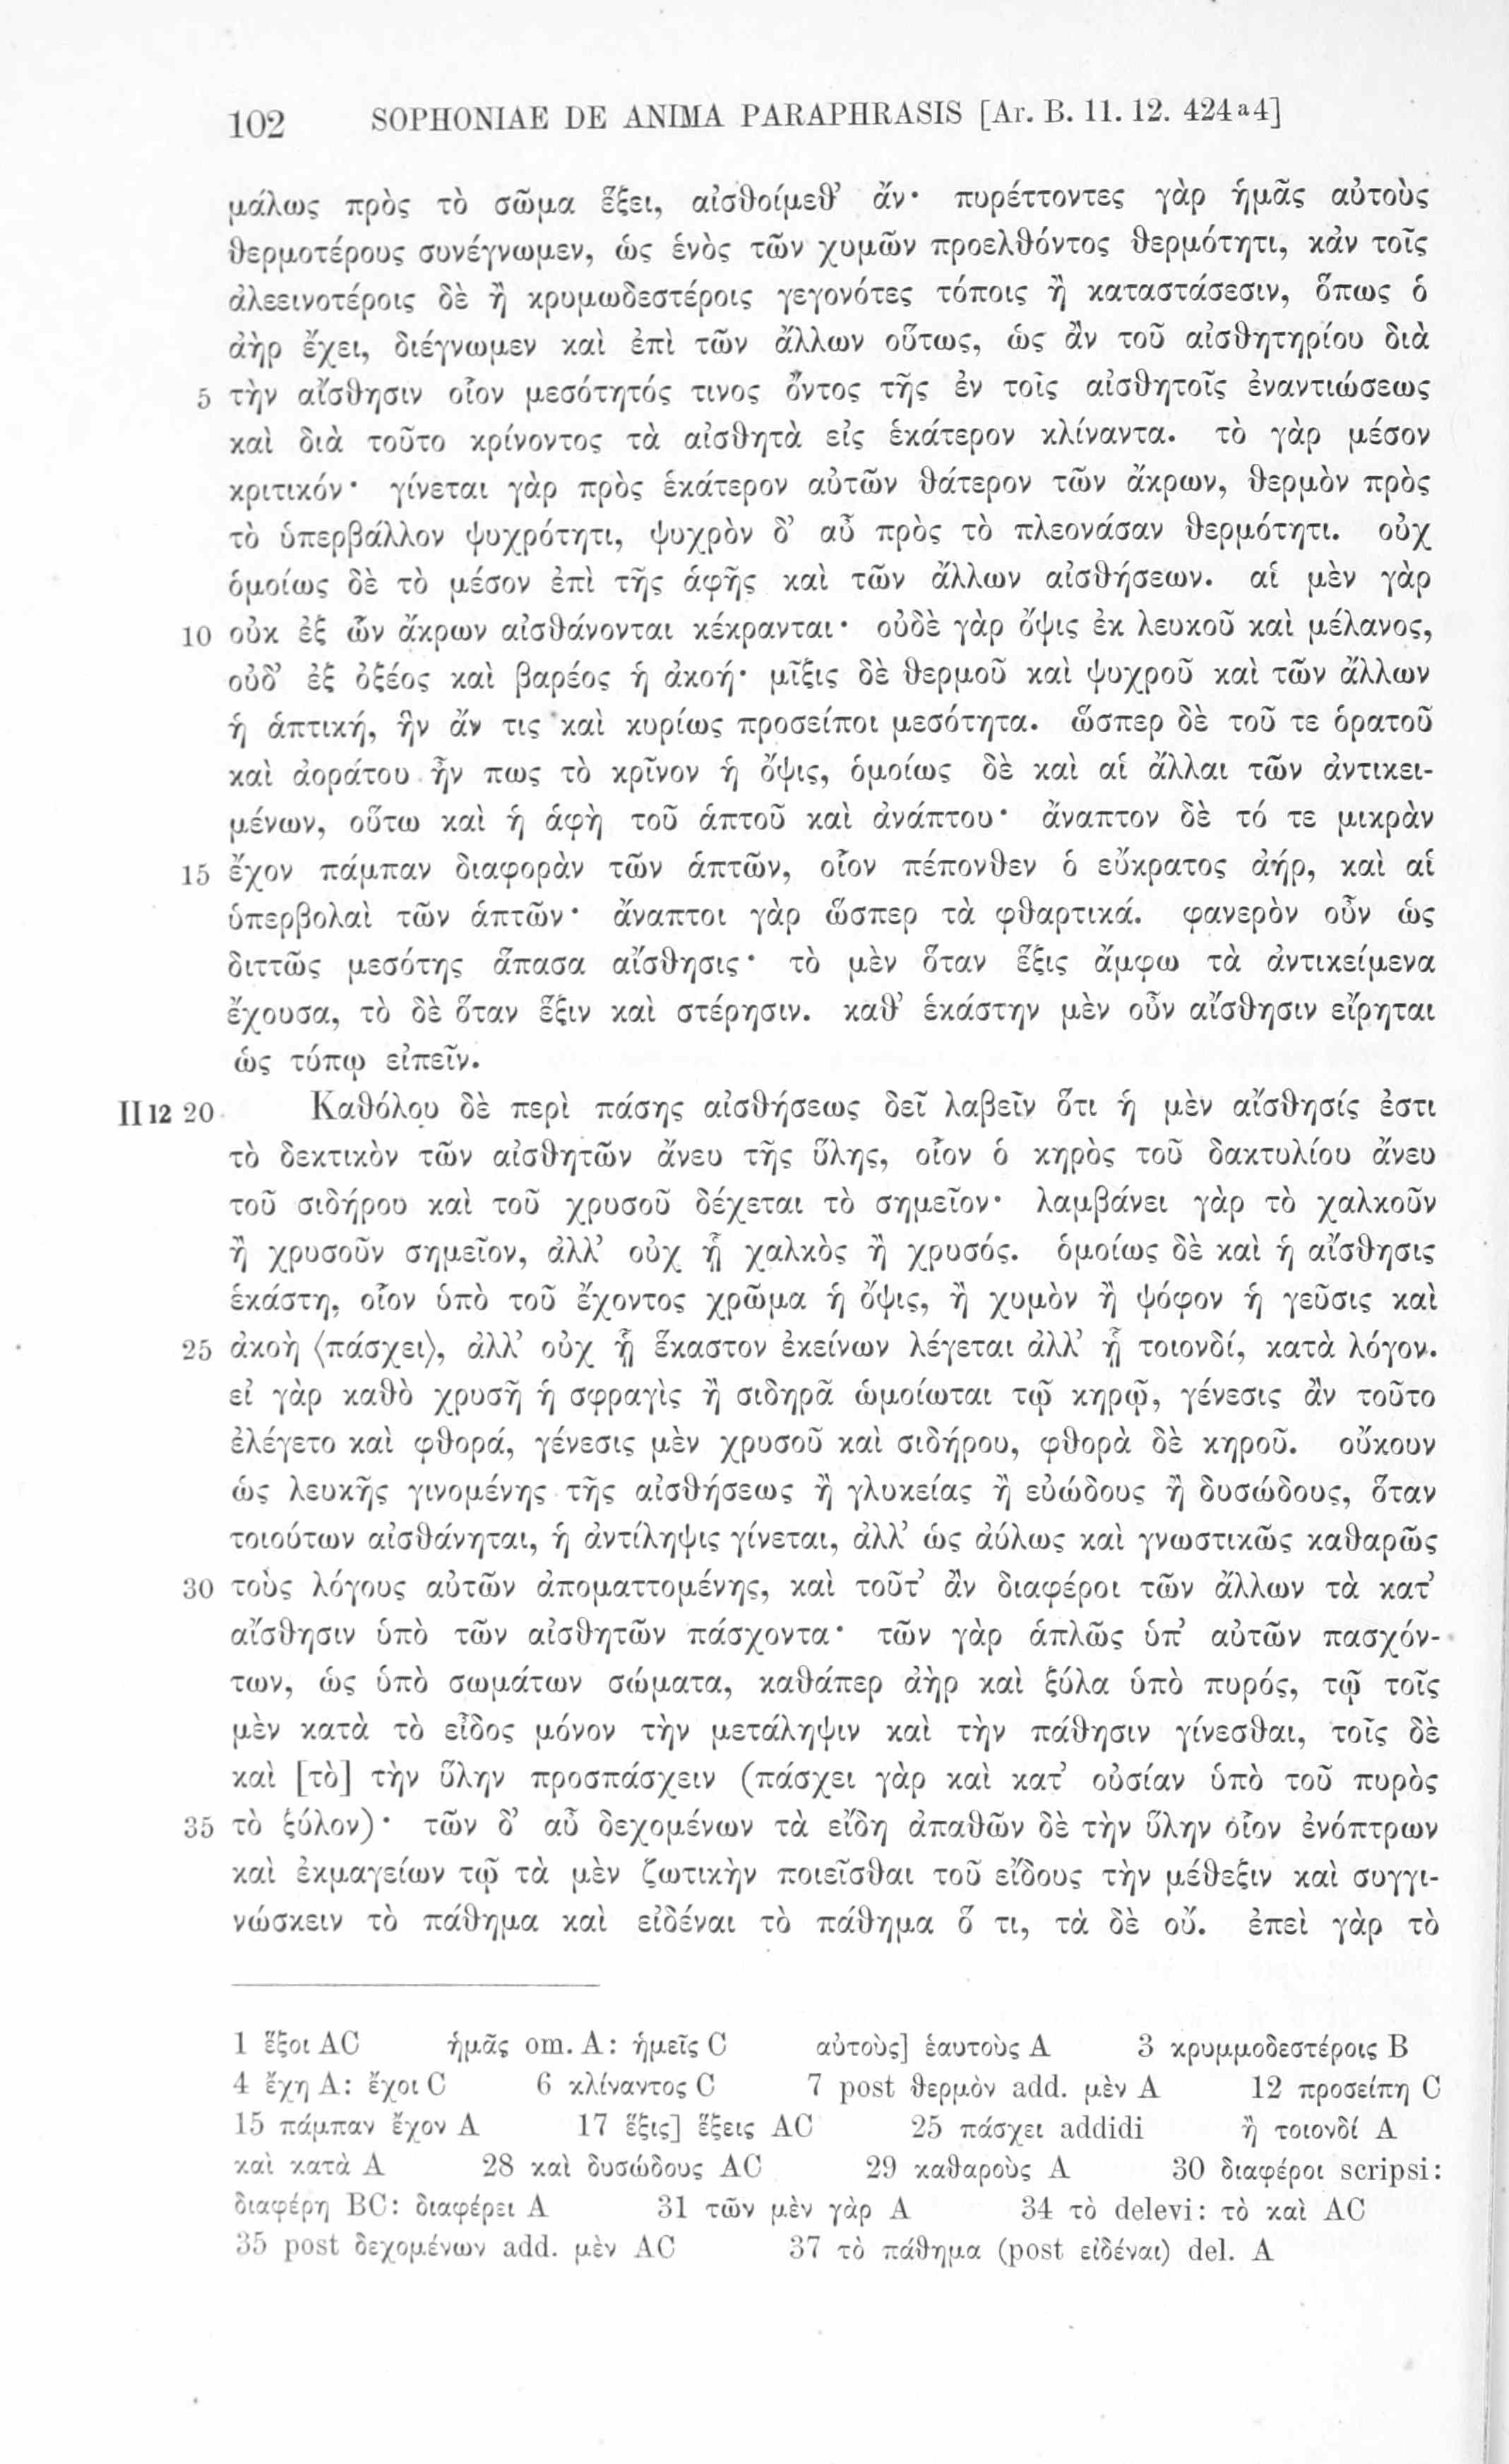 102 SOPHONIAE DE ANIMA PARAPHRASIS [Ar. B. 11. 12. 424ᵃ4]
μάλως πρὸς τὸ σῶμα ἕξει, αἰσθοίμεθ’ ἄν· πυρέττοντες γὰρ ἡμᾶς αὐτοὺς
θερμοτέρους συνέγνωμεν, ὡς ἑνὸς τῶν χυμῶν προελθόντος θερμότητι, κἀν τοῖς
ἀλεεινοτέροις δὲ ἢ κρυμωδεστέροις γεγονότες τόποις ἢ καταστάσεσιν, ὅπως ὁ
ἀὴρ ἔχει, διέγνωμεν καὶ ἐπὶ τῶν ἄλλων οὕτως, ὡς ἂν τοῦ αἰσθητηρίου διὰ
5 τὴν αἴσθησιν οἷον μεσότητός τινος ὄντος τῆς ἐν τοῖς αἰσθητοῖς ἐναντιώσεως
καὶ διὰ τοῦτο κρίνοντος τὰ αἰσθητὰ εἰς ἑκάτερον κλίναντα. τὸ γὰρ μέσον
κριτικόν· γίνεται γὰρ πρὸς ἑκάτερον αὐτῶν θάτερον τῶν ἄκρων, θερμὸν πρὸς
τὸ ὑπερβάλλον ψυχρότητι, ψυχρὸν δ’ αὖ πρὸς τὸ πλεονάσαν θερμότητι. οὐχ
ὁμοίως δὲ τὸ μέσον ἐπὶ τῆς ἁφῆς καὶ τῶν ἄλλων αἰσθήσεων. αἱ μὲν γὰρ
10 οὐκ ἐξ ὧν ἄκρων αἰσθάνονται κέκρανται· οὐδὲ γὰρ ὄψις ἐκ λευκοῦ καὶ μέλανος,
οὐδ’ ἐξ ὀξέος καὶ βαρέος ἡ ἀκοή· μῖξις δὲ θερμοῦ καὶ ψυχροῦ καὶ τῶν ἄλλων
ἡ ἁπτική, ἣν ἄν τις καὶ κυρίως προσείποι μεσότητα. ὥσπερ δὲ τοῦ τε ὁρατοῦ
καὶ ἀοράτου ἦν πως τὸ κρῖνον ἡ ὄψις, ὁμοίως δὲ καὶ αἱ ἄλλαι τῶν ἀντικει-
μένων, οὕτω καὶ ἡ ἁφὴ τοῦ ἁπτοῦ καὶ ἀνάπτου· ἄναπτον δὲ τό τε μικρὰν
15 ἔχον πάμπαν διαφορὰν τῶν ἁπτῶν, οἷον πέπονθεν ὁ εὔκρατος ἀήρ, καὶ αἱ
ὑπερβολαὶ τῶν ἁπτῶν· ἄναπτοι γὰρ ὥσπερ τὰ φθαρτικά. φανερὸν οὖν ὡς
διττῶς μεσότης ἅπασα αἴσθησις· τὸ μὲν ὅταν ἕξις ἄμφω τὰ ἀντικείμενα
ἔχουσα, τὸ δὲ ὅταν ἕξιν καὶ στέρησιν. καθ’ ἑκάστην μὲν οὖν αἴσθησιν εἴρηται
ὡς τύπῳ εἰπεῖν.
II 12 20 Καθόλου δὲ περὶ πάσης αἰσθήσεως δεῖ λαβεῖν ὅτι ἡ μὲν αἴσθησίς ἐστι
τὸ δεκτικὸν τῶν αἰσθητῶν ἄνευ τῆς ὕλης, οἷον ὁ κηρὸς τοῦ δακτυλίου ἄνευ
τοῦ σιδήρου καὶ τοῦ χρυσοῦ δέχεται τὸ σημεῖον· λαμβάνει γὰρ τὸ χαλκοῦν
ἢ χρυσοῦν σημεῖον, ἀλλ’ οὐχ ᾗ χαλκὸς ἢ χρυσός. ὁμοίως δὲ καὶ ἡ αἴσθησις
ἑκάστη, οἷον ὑπὸ τοῦ ἔχοντος χρῶμα ἡ ὄψις, ἢ χυμὸν ἢ ψόφον ἡ γεῦσις καὶ
25 ἀκοὴ ⟨πάσχει⟩, ἀλλ’ οὐχ ᾗ ἕκαστον ἐκείνων λέγεται ἀλλ’ ᾗ τοιονδί, κατὰ λόγον.
εἰ γὰρ καθὸ χρυσῆ ἡ σφραγὶς ἢ σιδηρᾶ ὡμοίωται τῷ κηρῷ, γένεσις ἂν τοῦτο
ἐλέγετο καὶ φθορά, γένεσις μὲν χρυσοῦ καὶ σιδήρου, φθορὰ δὲ κηροῦ. οὔκουν
ὡς λευκῆς γινομένης τῆς αἰσθήσεως ἢ γλυκείας ἢ εὐώδους ἢ δυσώδους, ὅταν
τοιούτων αἰσθάνηται, ἡ ἀντίληψις γίνεται, ἀλλ’ ὡς ἀύλως καὶ γνωστικῶς καθαρῶς
30 τοὺς λόγους αὐτῶν ἀποματτομένης, καὶ τοῦτ’ ἂν διαφέροι τῶν ἄλλων τὰ κατ’
αἴσθησιν ὑπὸ τῶν αἰσθητῶν πάσχοντα· τῶν γὰρ ἁπλῶς ὑπ’ αὐτῶν πασχόν-
των, ὡς ὑπὸ σωμάτων σώματα, καθάπερ ἀὴρ καὶ ξύλα ὑπὸ πυρός, τῷ τοῖς
μὲν κατὰ τὸ εἶδος μόνον τὴν μετάληψιν καὶ τὴν πάθησιν γίνεσθαι, τοῖς δὲ
καὶ [τὸ] τὴν ὕλην προσπάσχειν (πάσχει γὰρ καὶ κατ’ οὐσίαν ὑπὸ τοῦ πυρὸς
35 τὸ ξύλον)· τῶν δ’ αὖ δεχομένων τὰ εἴδη ἀπαθῶν δὲ τὴν ὕλην οἷον ἐνόπτρων
καὶ ἐκμαγείων τῷ τὰ μὲν ζωτικὴν ποιεῖσθαι τοῦ εἴδους τὴν μέθεξιν καὶ συγγι-
νώσκειν τὸ πάθημα καὶ εἰδέναι τὸ πάθημα ὅ τι, τὰ δὲ οὔ. ἐπεὶ γὰρ τὸ
1 ἕξοι AC ἡμᾶς om. A: ἡμεῖς C αὐτοὺς] ἑαυτοὺς A 3 κρυμμοδεστέροις B
4 ἔχη A: ἔχοι C 6 κλίναντος C 7 post θερμὸν add. μὲν A 12 προσείπη C
15 πάμπαν ἔχον A 17 ἕξις] ἕξεις AC 25 πάσχει addidi ἢ τοιονδί A
καὶ κατὰ A 28 καὶ δυσώδους AC 29 καθαροὺς A 30 διαφέροι scripsi:
διαφέρη BC: διαφέρει A 31 τῶν μὲν γὰρ A 34 τὸ delevi: τὸ καὶ AC
35 post δεχομένων add. μὲν AC 37 τὸ πάθημα (post εἰδέναι) del. A